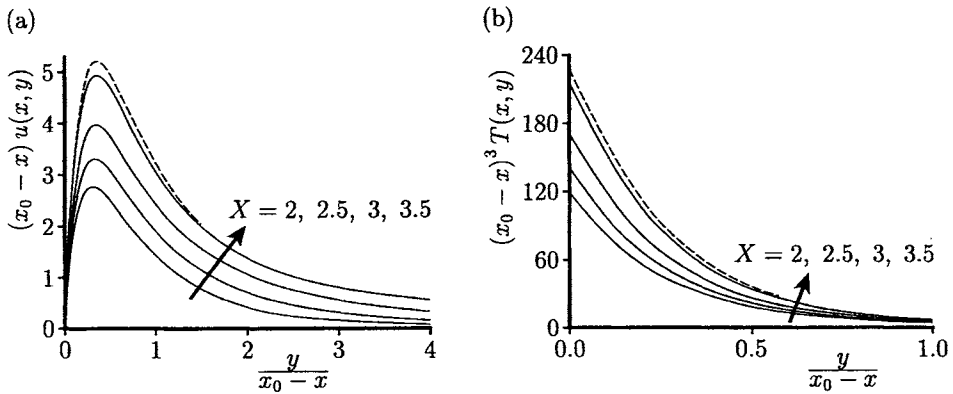 (a)
(x₀ − x) u(x, y)
5
4
3
2
1
0
X = 2, 2.5, 3, 3.5
0 1 2 3 4
y
x₀ − x
(b)
(x₀ − x)³ T(x, y)
240
180
120
60
0
X = 2, 2.5, 3, 3.5
0.0 0.5 1.0
y
x₀ − x